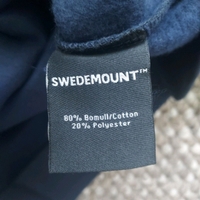 SWEDEMOUNT™
80% Bomull/Cotton
20% Polyester